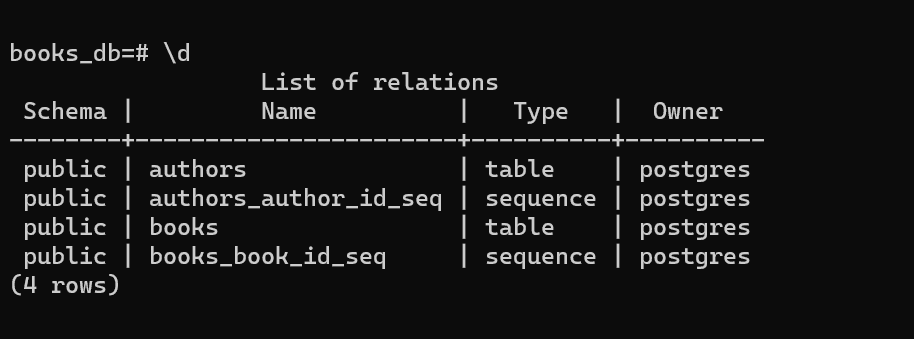 books_db=# \d
                  List of relations
 Schema |         Name          |   Type   |  Owner
--------+-----------------------+----------+----------
 public | authors               | table    | postgres
 public | authors_author_id_seq | sequence | postgres
 public | books                 | table    | postgres
 public | books_book_id_seq     | sequence | postgres
(4 rows)